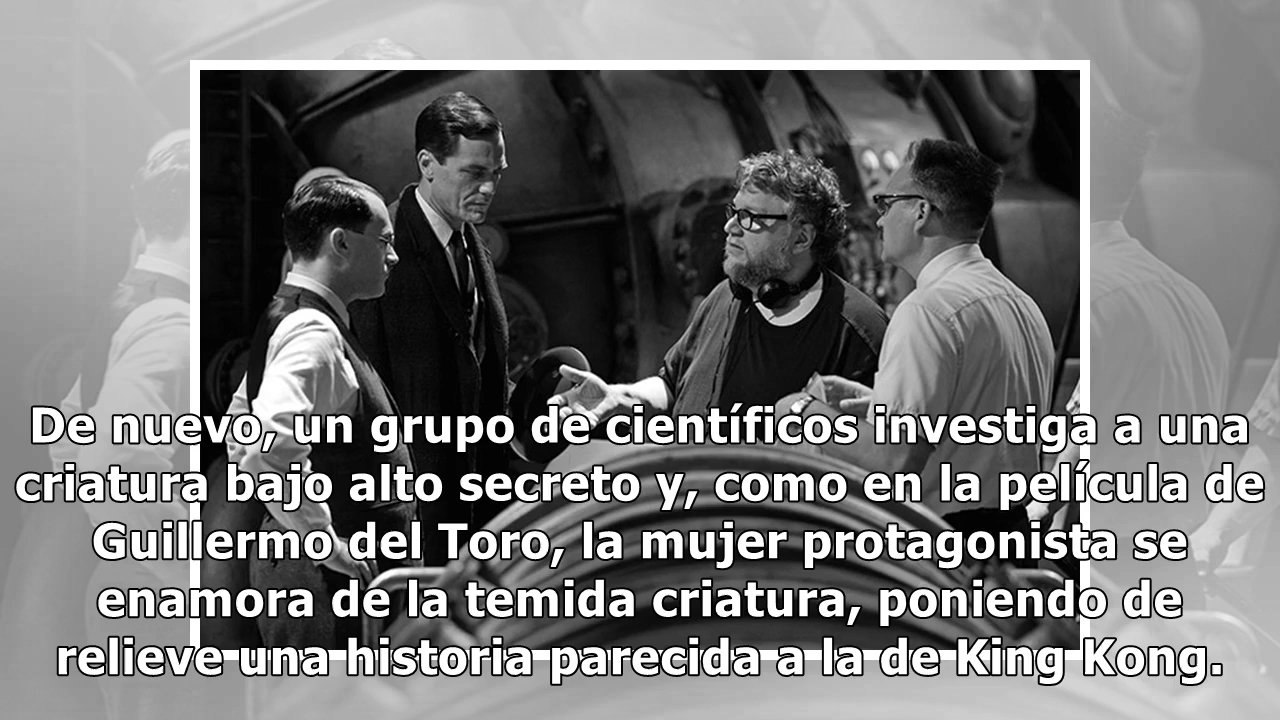 De nuevo, un grupo de científicos investiga a una
criatura bajo alto secreto y, como en la película de
Guillermo del Toro, la mujer protagonista se
enamora de la temida criatura, poniendo de
relieve una historia parecida a la de King Kong.